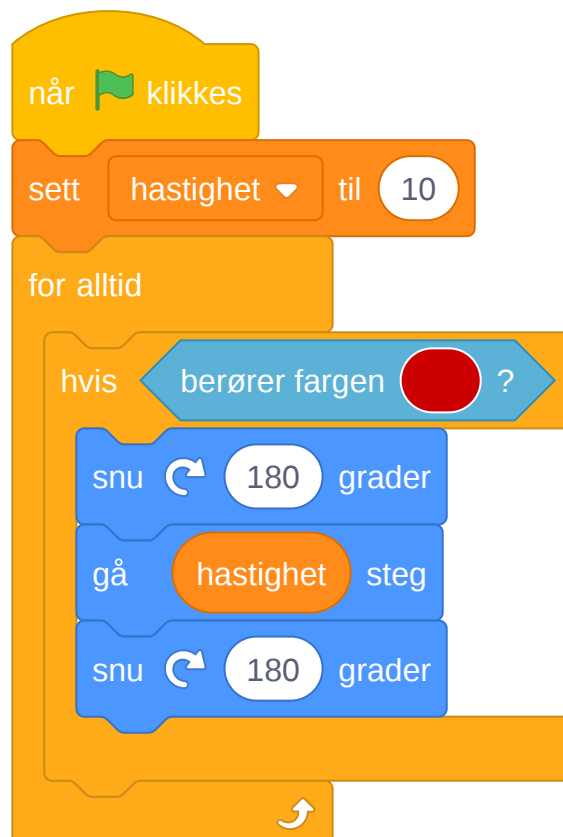 når klikkes
sett hastighet til 10
for alltid
hvis berører fargen ?
snu 180 grader
gå hastighet steg
snu 180 grader